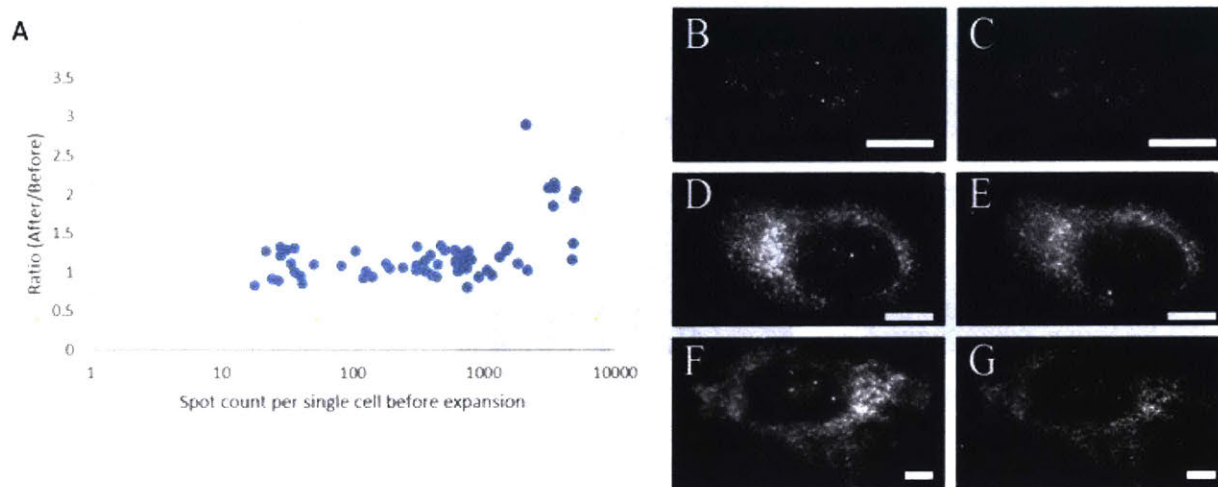 A
3.5
3
2.5
2
1.5
1
0.5
0
Ratio (After/Before)
1 10 100 1000 10000
Spot count per single cell before expansion
B
C
D
E
F
G